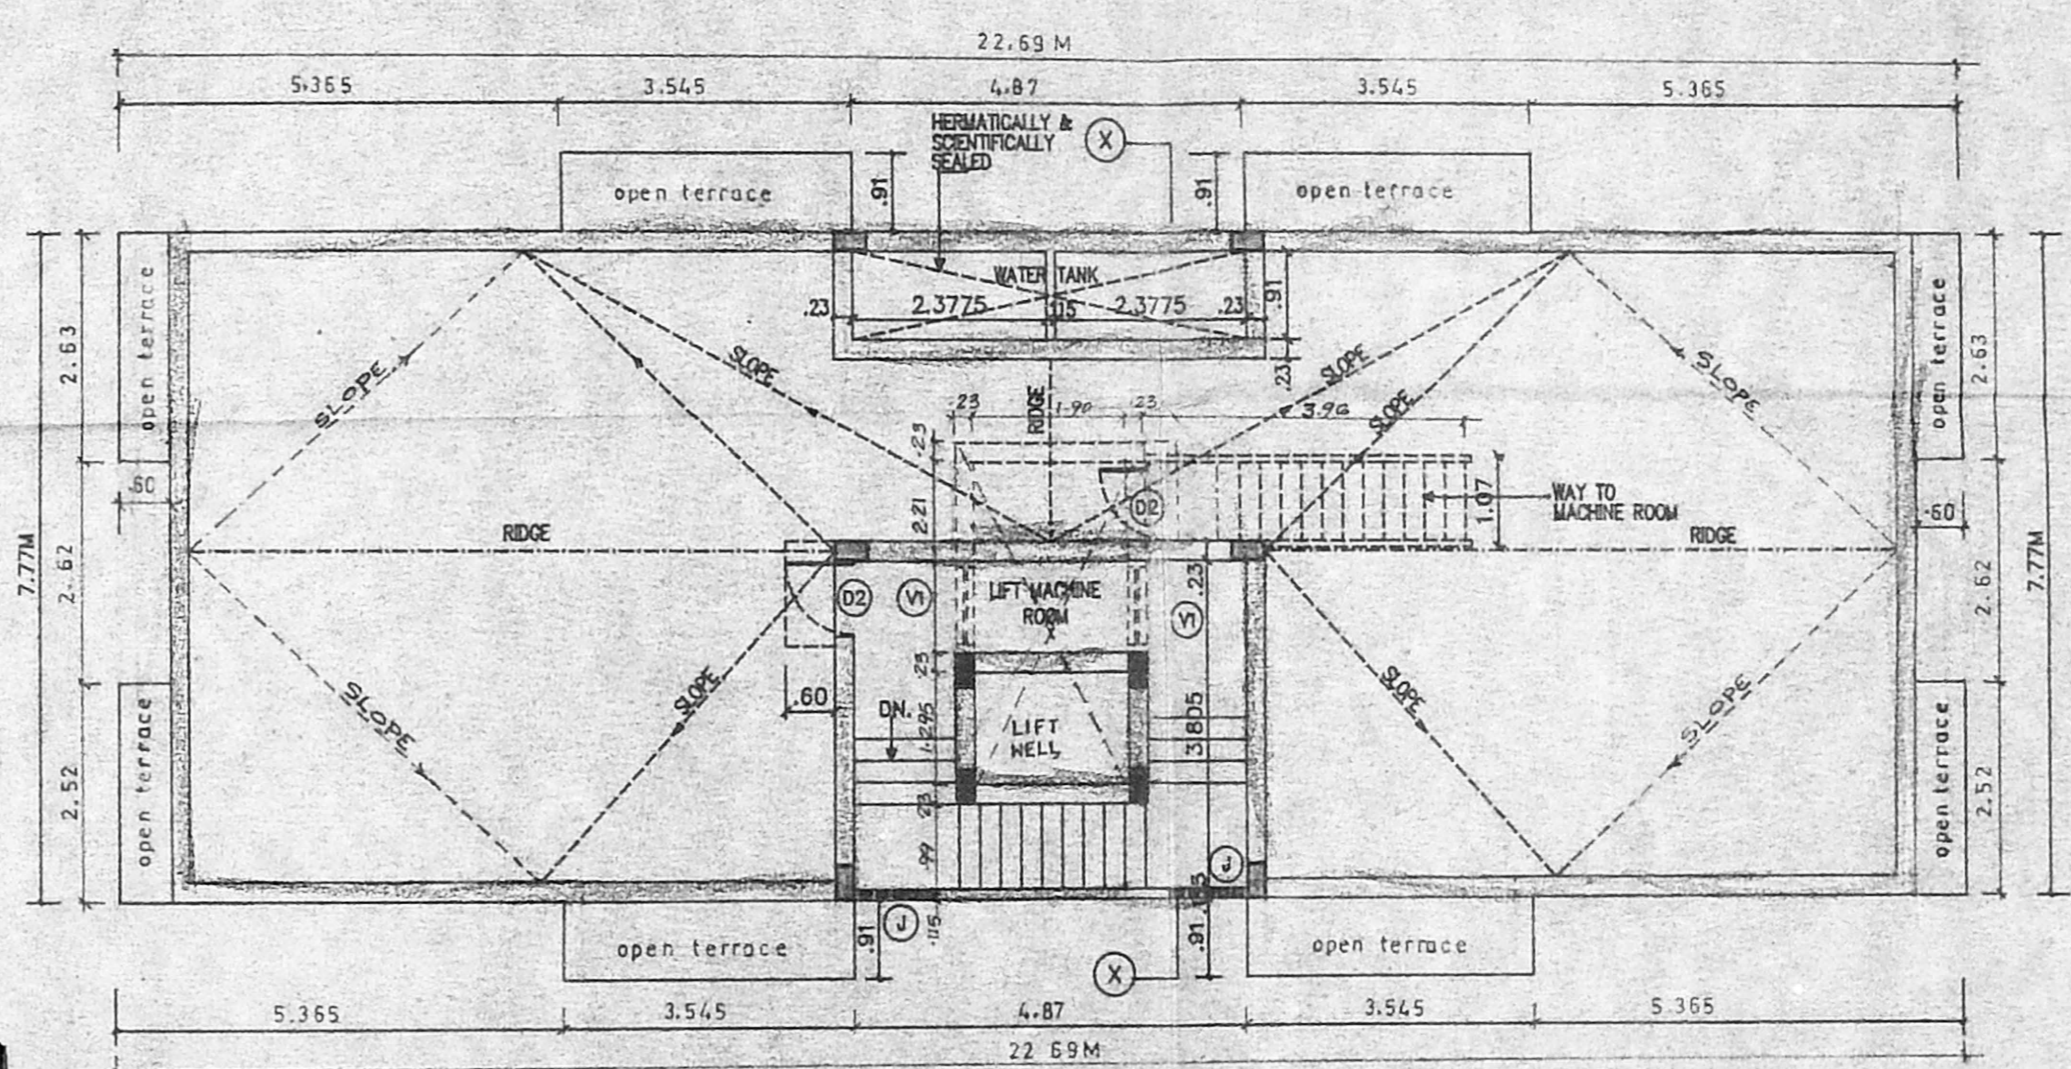 22.69 M
5.365
3.545
4.87
3.545
5.365
HERMATICALLY &
SCIENTIFICALLY
SEALED
X
open terrace
.91
.91
open terrace
WATER TANK
.23
2.3775
.115
2.3775
.23
.91
.23
open terrace
2.63
SLOPE
SLOPE
RIDGE
SLOPE
SLOPE
SLOPE
open terrace
2.63
.23
1.90
.23
3.96
.23
.60
2.21
D2
1.07
WAY TO
MACHINE ROOM
.60
RIDGE
RIDGE
7.77M
2.62
D2
V1
LIFT MACHINE
ROOM
V1
.23
2.62
7.77M
SLOPE
SLOPE
.60
DN.
.23
1.295
LIFT
WELL
3.805
SLOPE
SLOPE
open terrace
2.52
.23
.99
open terrace
2.52
J
J
open terrace
.91
.115
X
.91
open terrace
5.365
3.545
4.87
3.545
5.365
22 69M